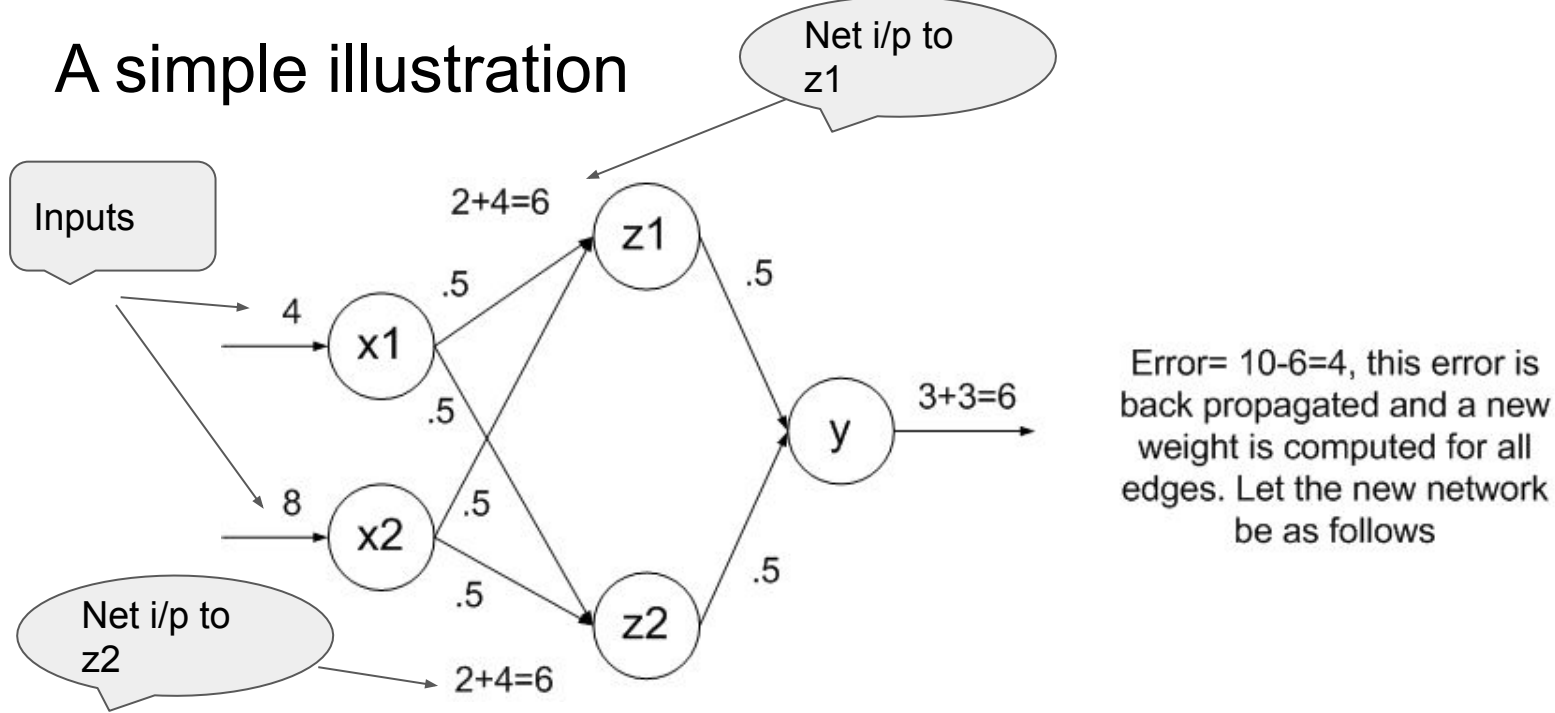 A simple illustration
Net i/p to
z1
Inputs
2+4=6
z1
.5
.5
4
x1
.5
3+3=6
y
8
x2
.5
.5
.5
z2
Net i/p to
z2
2+4=6
Error= 10-6=4, this error is
back propagated and a new
weight is computed for all
edges. Let the new network
be as follows